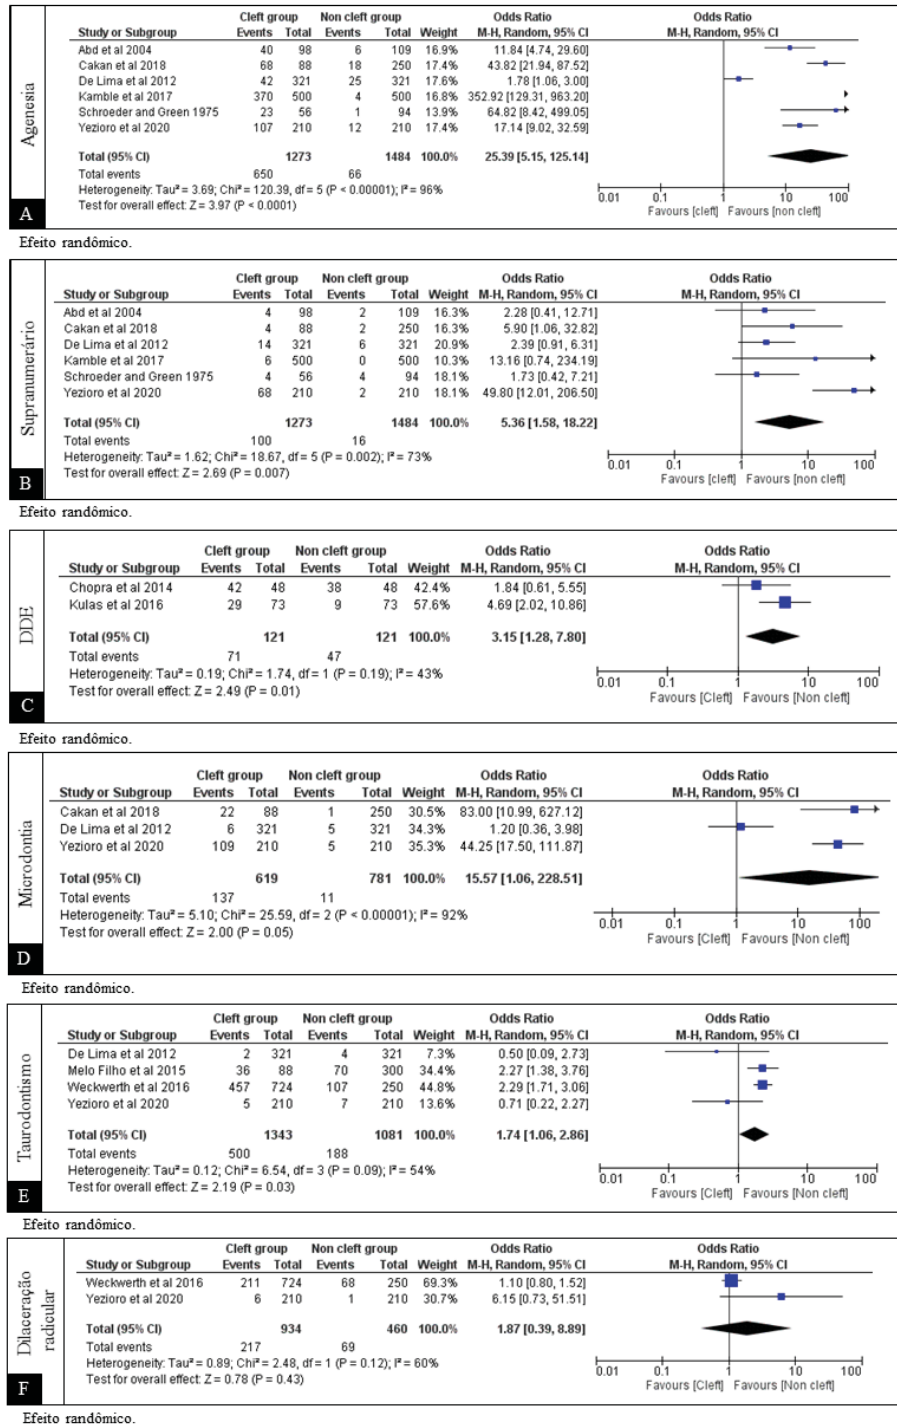 Agenesia
A
Cleft group Non cleft group Odds Ratio Odds Ratio
Study or Subgroup Events Total Events Total Weight M-H, Random, 95% CI M-H, Random, 95% CI
Abd et al 2004 40 98 6 109 16.9% 11.84 [4.74, 29.60]
Cakan et al 2018 68 88 18 250 17.4% 43.82 [21.94, 87.52]
De Lima et al 2012 42 321 25 321 17.6% 1.78 [1.06, 3.00]
Kamble et al 2017 370 500 4 500 16.8% 352.92 [129.31, 963.20]
Schroeder and Green 1975 23 56 1 94 13.9% 64.82 [8.42, 499.05]
Yezioro et al 2020 107 210 12 210 17.4% 17.14 [9.02, 32.59]
Total (95% CI) 1273 1484 100.0% 25.39 [5.15, 125.14]
Total events 650 66
Heterogeneity: Tau² = 3.69; Chi² = 120.39, df = 5 (P < 0.00001); I² = 96%
Test for overall effect: Z = 3.97 (P < 0.0001)
0.01 0.1 1 10 100
Favours [cleft] Favours [non cleft]
Efeito randômico.
Supranumerário
B
Cleft group Non cleft group Odds Ratio Odds Ratio
Study or Subgroup Events Total Events Total Weight M-H, Random, 95% CI M-H, Random, 95% CI
Abd et al 2004 4 98 2 109 16.3% 2.28 [0.41, 12.71]
Cakan et al 2018 4 88 2 250 16.3% 5.90 [1.06, 32.82]
De Lima et al 2012 14 321 6 321 20.9% 2.39 [0.91, 6.31]
Kamble et al 2017 6 500 0 500 10.3% 13.16 [0.74, 234.19]
Schroeder and Green 1975 4 56 4 94 18.1% 1.73 [0.42, 7.21]
Yezioro et al 2020 68 210 2 210 18.1% 49.80 [12.01, 206.50]
Total (95% CI) 1273 1484 100.0% 5.36 [1.58, 18.22]
Total events 100 16
Heterogeneity: Tau² = 1.62; Chi² = 18.67, df = 5 (P = 0.002); I² = 73%
Test for overall effect: Z = 2.69 (P = 0.007)
0.01 0.1 1 10 100
Favours [cleft] Favours [non cleft]
Efeito randômico.
DDE
C
Cleft group Non cleft group Odds Ratio Odds Ratio
Study or Subgroup Events Total Events Total Weight M-H, Random, 95% CI M-H, Random, 95% CI
Chopra et al 2014 42 48 38 48 42.4% 1.84 [0.61, 5.55]
Kulas et al 2016 29 73 9 73 57.6% 4.69 [2.02, 10.86]
Total (95% CI) 121 121 100.0% 3.15 [1.28, 7.80]
Total events 71 47
Heterogeneity: Tau² = 0.19; Chi² = 1.74, df = 1 (P = 0.19); I² = 43%
Test for overall effect: Z = 2.49 (P = 0.01)
0.01 0.1 1 10 100
Favours [Cleft] Favours [Non cleft]
Efeito randômico.
Microdontia
D
Cleft group Non cleft group Odds Ratio Odds Ratio
Study or Subgroup Events Total Events Total Weight M-H, Random, 95% CI M-H, Random, 95% CI
Cakan et al 2018 22 88 1 250 30.5% 83.00 [10.99, 627.12]
De Lima et al 2012 6 321 5 321 34.3% 1.20 [0.36, 3.98]
Yezioro et al 2020 109 210 5 210 35.3% 44.25 [17.50, 111.87]
Total (95% CI) 619 781 100.0% 15.57 [1.06, 228.51]
Total events 137 11
Heterogeneity: Tau² = 5.10; Chi² = 25.59, df = 2 (P < 0.00001); I² = 92%
Test for overall effect: Z = 2.00 (P = 0.05)
0.01 0.1 1 10 100
Favours [Cleft] Favours [Non cleft]
Efeito randômico.
Taurodontismo
E
Cleft group Non cleft group Odds Ratio Odds Ratio
Study or Subgroup Events Total Events Total Weight M-H, Random, 95% CI M-H, Random, 95% CI
De Lima et al 2012 2 321 4 321 7.3% 0.50 [0.09, 2.73]
Melo Filho et al 2015 36 88 70 300 34.4% 2.27 [1.38, 3.76]
Weckwerth et al 2016 457 724 107 250 44.8% 2.29 [1.71, 3.06]
Yezioro et al 2020 5 210 7 210 13.6% 0.71 [0.22, 2.27]
Total (95% CI) 1343 1081 100.0% 1.74 [1.06, 2.86]
Total events 500 188
Heterogeneity: Tau² = 0.12; Chi² = 6.54, df = 3 (P = 0.09); I² = 54%
Test for overall effect: Z = 2.19 (P = 0.03)
0.01 0.1 1 10 100
Favours [Cleft] Favours [Non cleft]
Efeito randômico.
Dilaceração
radicular
F
Cleft group Non cleft group Odds Ratio Odds Ratio
Study or Subgroup Events Total Events Total Weight M-H, Random, 95% CI M-H, Random, 95% CI
Weckwerth et al 2016 211 724 68 250 69.3% 1.10 [0.80, 1.52]
Yezioro et al 2020 6 210 1 210 30.7% 6.15 [0.73, 51.51]
Total (95% CI) 934 460 100.0% 1.87 [0.39, 8.89]
Total events 217 69
Heterogeneity: Tau² = 0.89; Chi² = 2.48, df = 1 (P = 0.12); I² = 60%
Test for overall effect: Z = 0.78 (P = 0.43)
0.01 0.1 1 10 100
Favours [Cleft] Favours [Non cleft]
Efeito randômico.